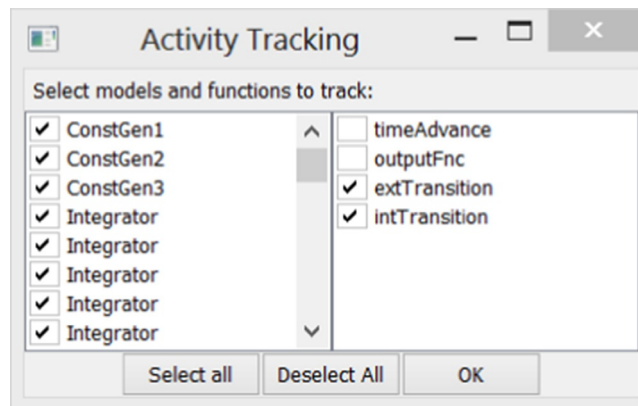 Activity Tracking
Select models and functions to track:
ConstGen1
ConstGen2
ConstGen3
Integrator
Integrator
Integrator
Integrator
Integrator
timeAdvance
outputFnc
extTransition
intTransition
Select all
Deselect All
OK